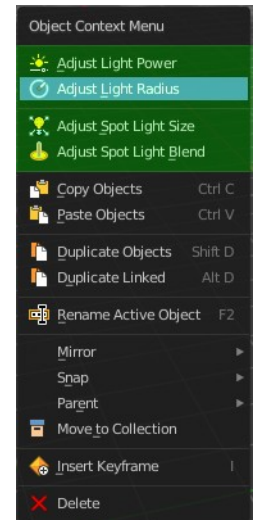 Object Context Menu
Adjust Light Power
Adjust Light Radius
Adjust Spot Light Size
Adjust Spot Light Blend
Copy Objects Ctrl C
Paste Objects Ctrl V
Duplicate Objects Shift D
Duplicate Linked Alt D
Rename Active Object F2
Mirror
Snap
Parent
Move to Collection
Insert Keyframe I
Delete